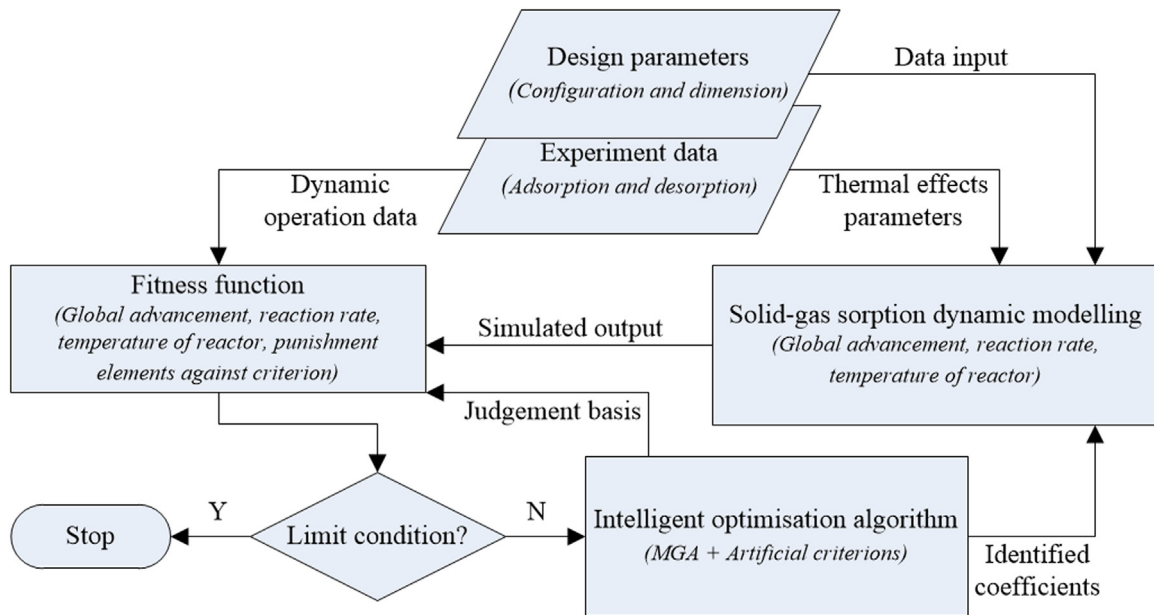 Design parameters
(Configuration and dimension)
Data input
Experiment data
(Adsorption and desorption)
Dynamic
operation data
Thermal effects
parameters
Fitness function
(Global advancement, reaction rate,
temperature of reactor, punishment
elements against criterion)
Simulated output
Solid-gas sorption dynamic modelling
(Global advancement, reaction rate,
temperature of reactor)
Judgement basis
Stop
Y
Limit condition?
N
Intelligent optimisation algorithm
(MGA + Artificial criterions)
Identified
coefficients